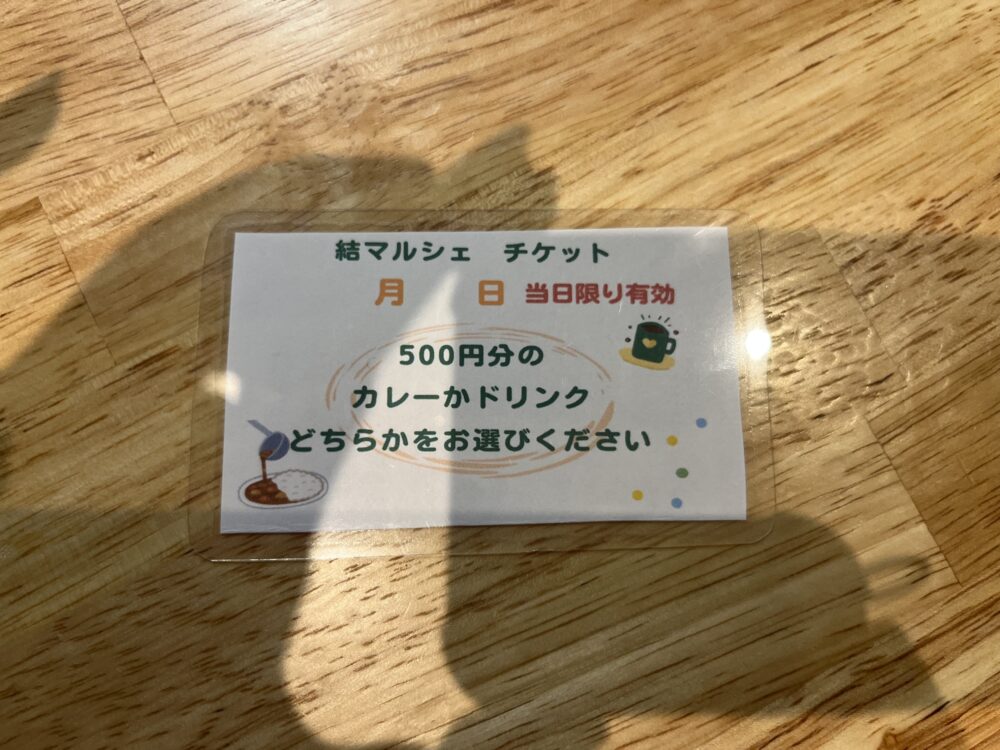 結マルシェ　チケット
月　　日 当日限り有効
500円分の
カレーかドリンク
どちらかをお選びください